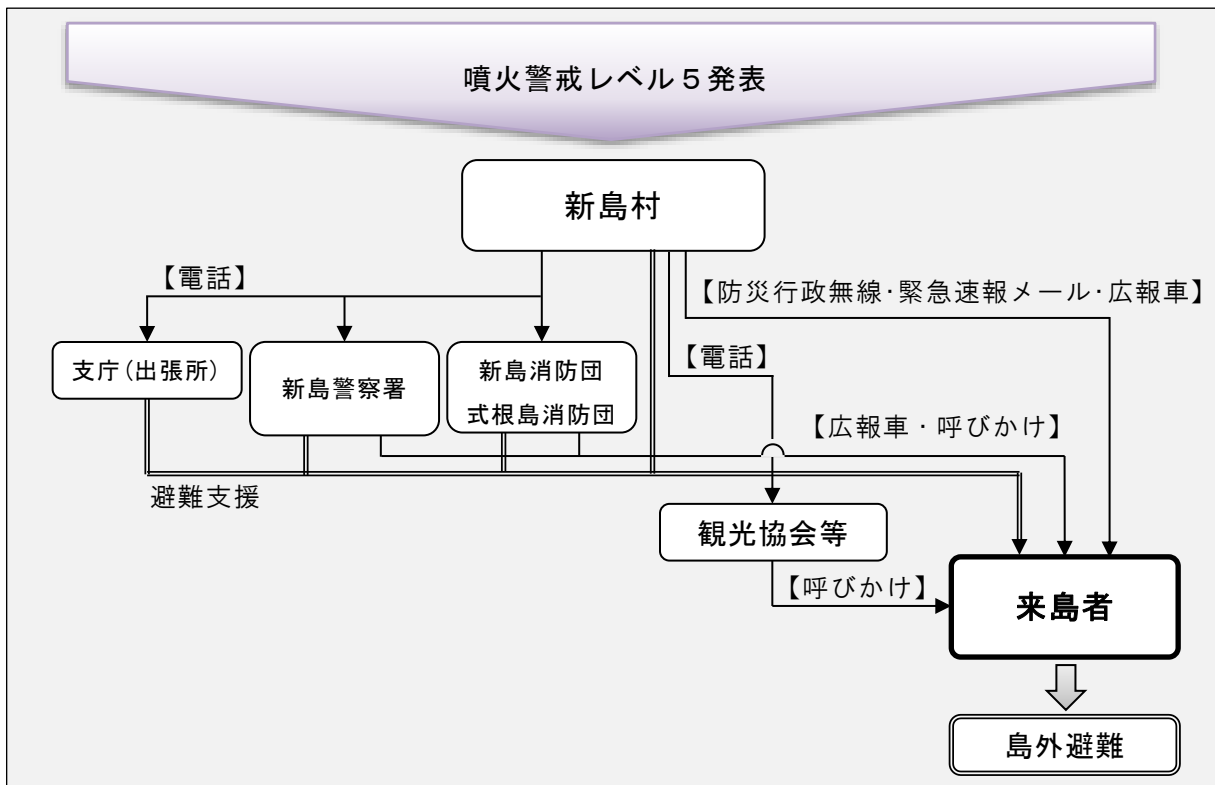 噴火警戒レベル５発表
新島村
【電話】
【防災行政無線･緊急速報メール･広報車】
支庁(出張所)
新島警察署
新島消防団
式根島消防団
【電話】
【広報車・呼びかけ】
避難支援
観光協会等
【呼びかけ】
来島者
島外避難